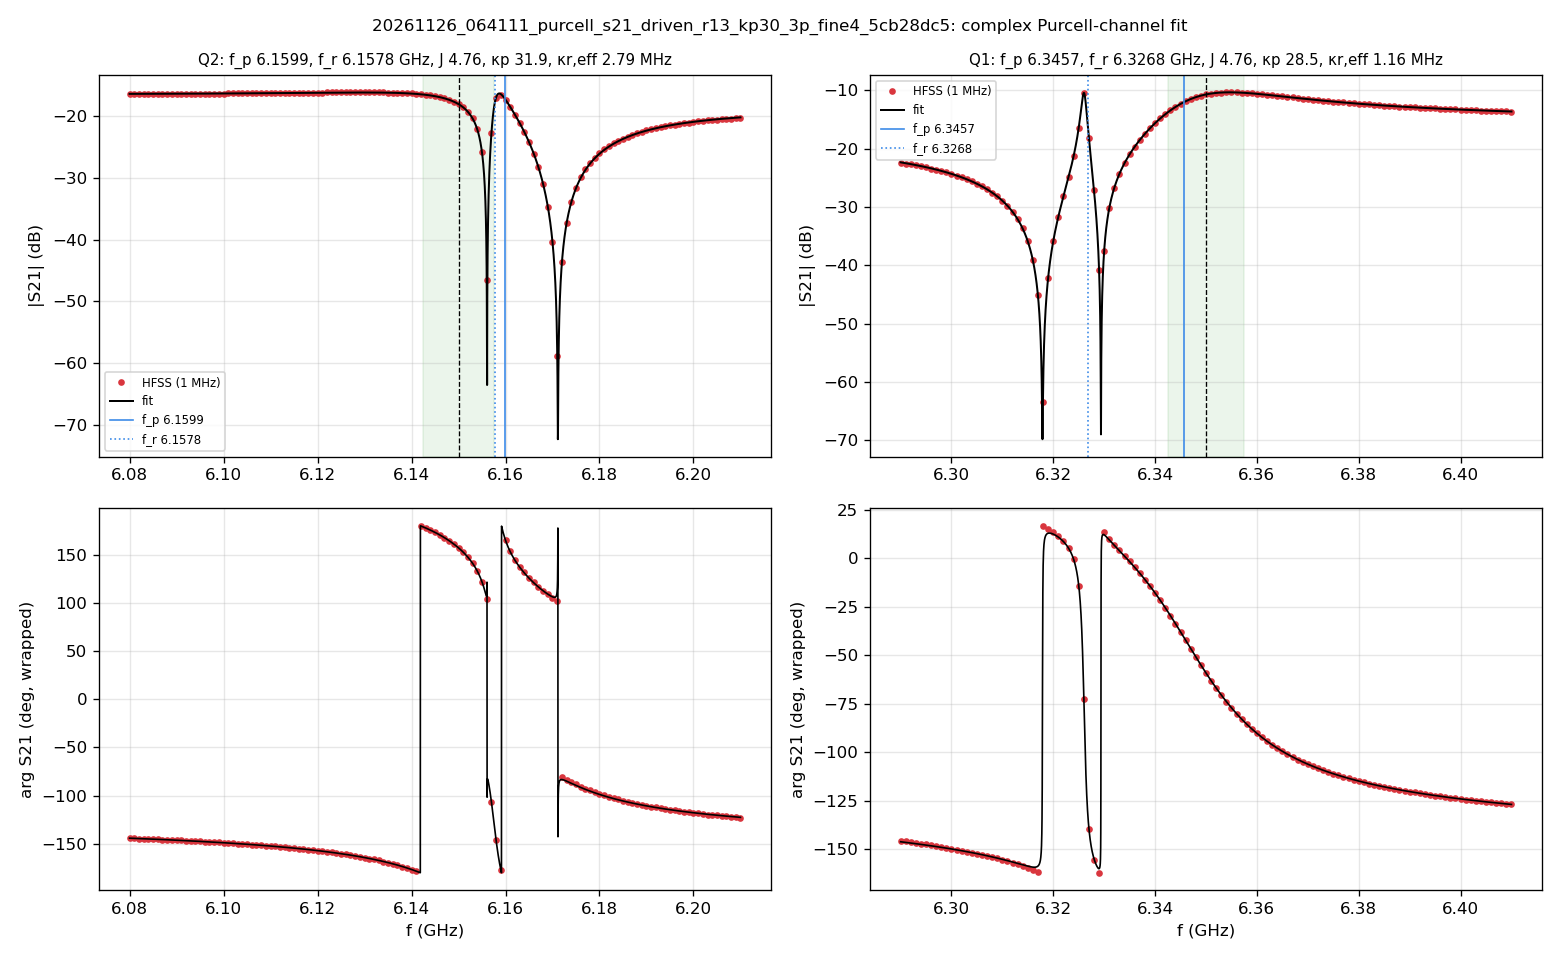 20261126_064111_purcell_s21_driven_r13_kp30_3p_fine4_5cb28dc5: complex Purcell-channel fit
Q2: f_p 6.1599, f_r 6.1578 GHz, J 4.76, κp 31.9, κr,eff 2.79 MHz
|S21| (dB)
−20
−30
−40
−50
−60
−70
HFSS (1 MHz)
fit
f_p 6.1599
f_r 6.1578
6.08 6.10 6.12 6.14 6.16 6.18 6.20
Q1: f_p 6.3457, f_r 6.3268 GHz, J 4.76, κp 28.5, κr,eff 1.16 MHz
|S21| (dB)
−10
−20
−30
−40
−50
−60
−70
HFSS (1 MHz)
fit
f_p 6.3457
f_r 6.3268
6.30 6.32 6.34 6.36 6.38 6.40
arg S21 (deg, wrapped)
150
100
50
0
−50
−100
−150
6.08 6.10 6.12 6.14 6.16 6.18 6.20
f (GHz)
arg S21 (deg, wrapped)
25
0
−25
−50
−75
−100
−125
−150
6.30 6.32 6.34 6.36 6.38 6.40
f (GHz)